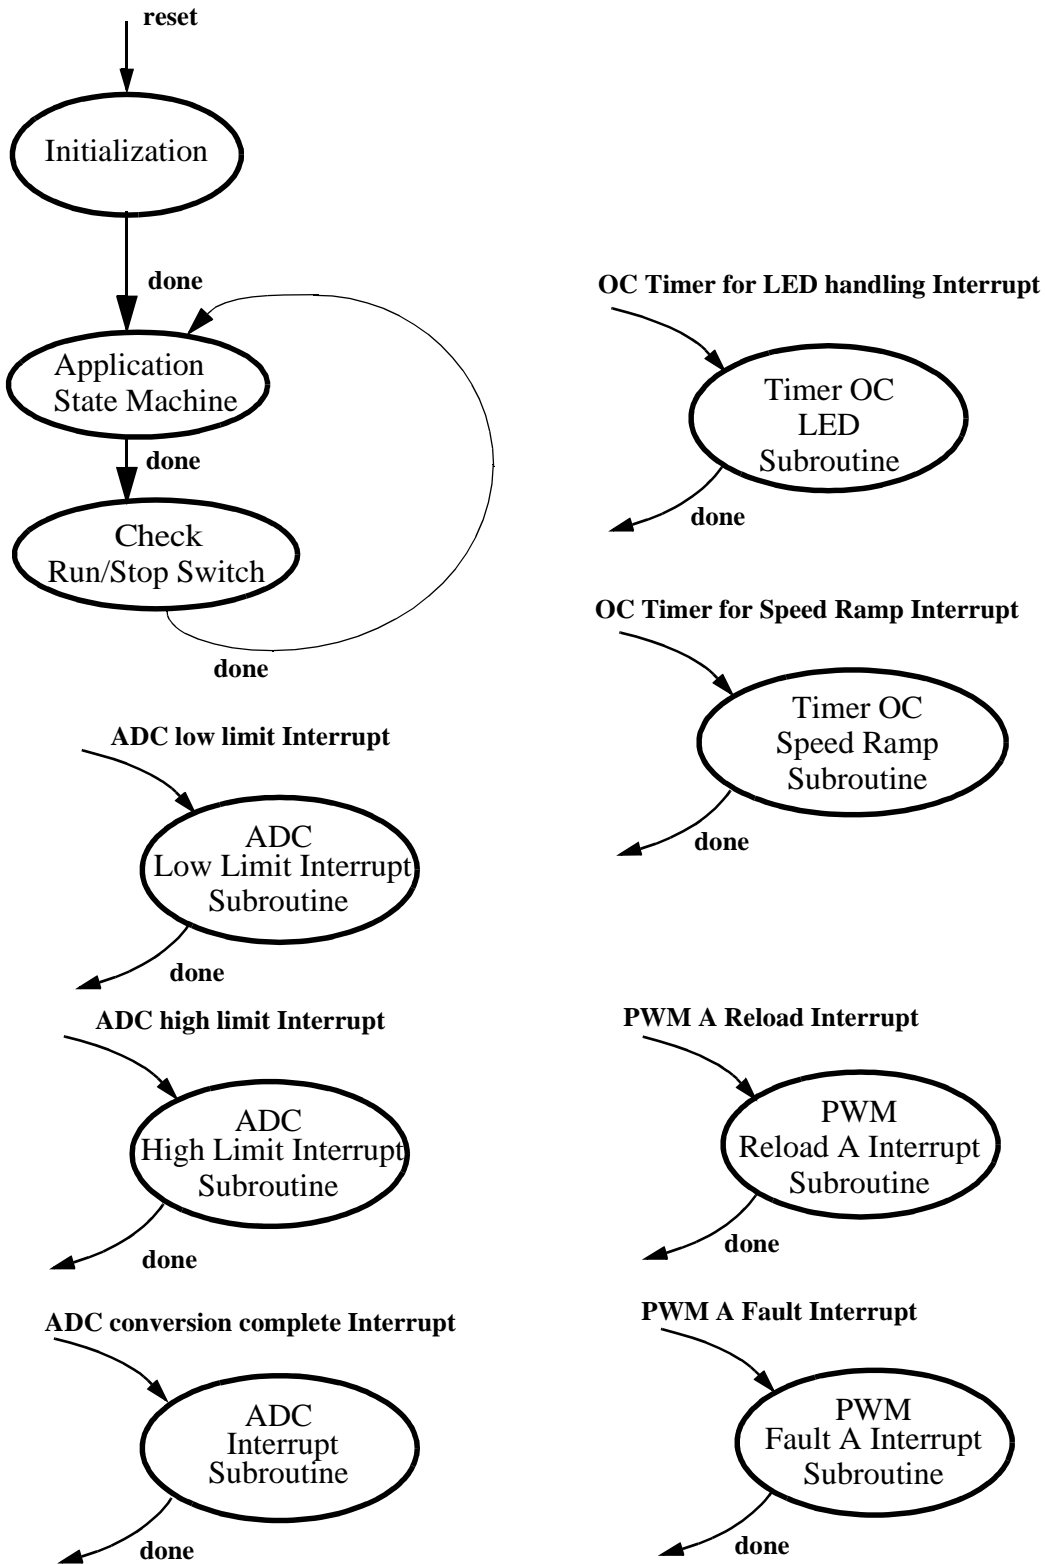 reset
Initialization
done
Application
State Machine
done
Check
Run/Stop Switch
done
OC Timer for LED handling Interrupt
Timer OC
LED
Subroutine
done
OC Timer for Speed Ramp Interrupt
Timer OC
Speed Ramp
Subroutine
done
ADC low limit Interrupt
ADC
Low Limit Interrupt
Subroutine
done
ADC high limit Interrupt
ADC
High Limit Interrupt
Subroutine
done
PWM A Reload Interrupt
PWM
Reload A Interrupt
Subroutine
done
ADC conversion complete Interrupt
ADC
Interrupt
Subroutine
done
PWM A Fault Interrupt
PWM
Fault A Interrupt
Subroutine
done